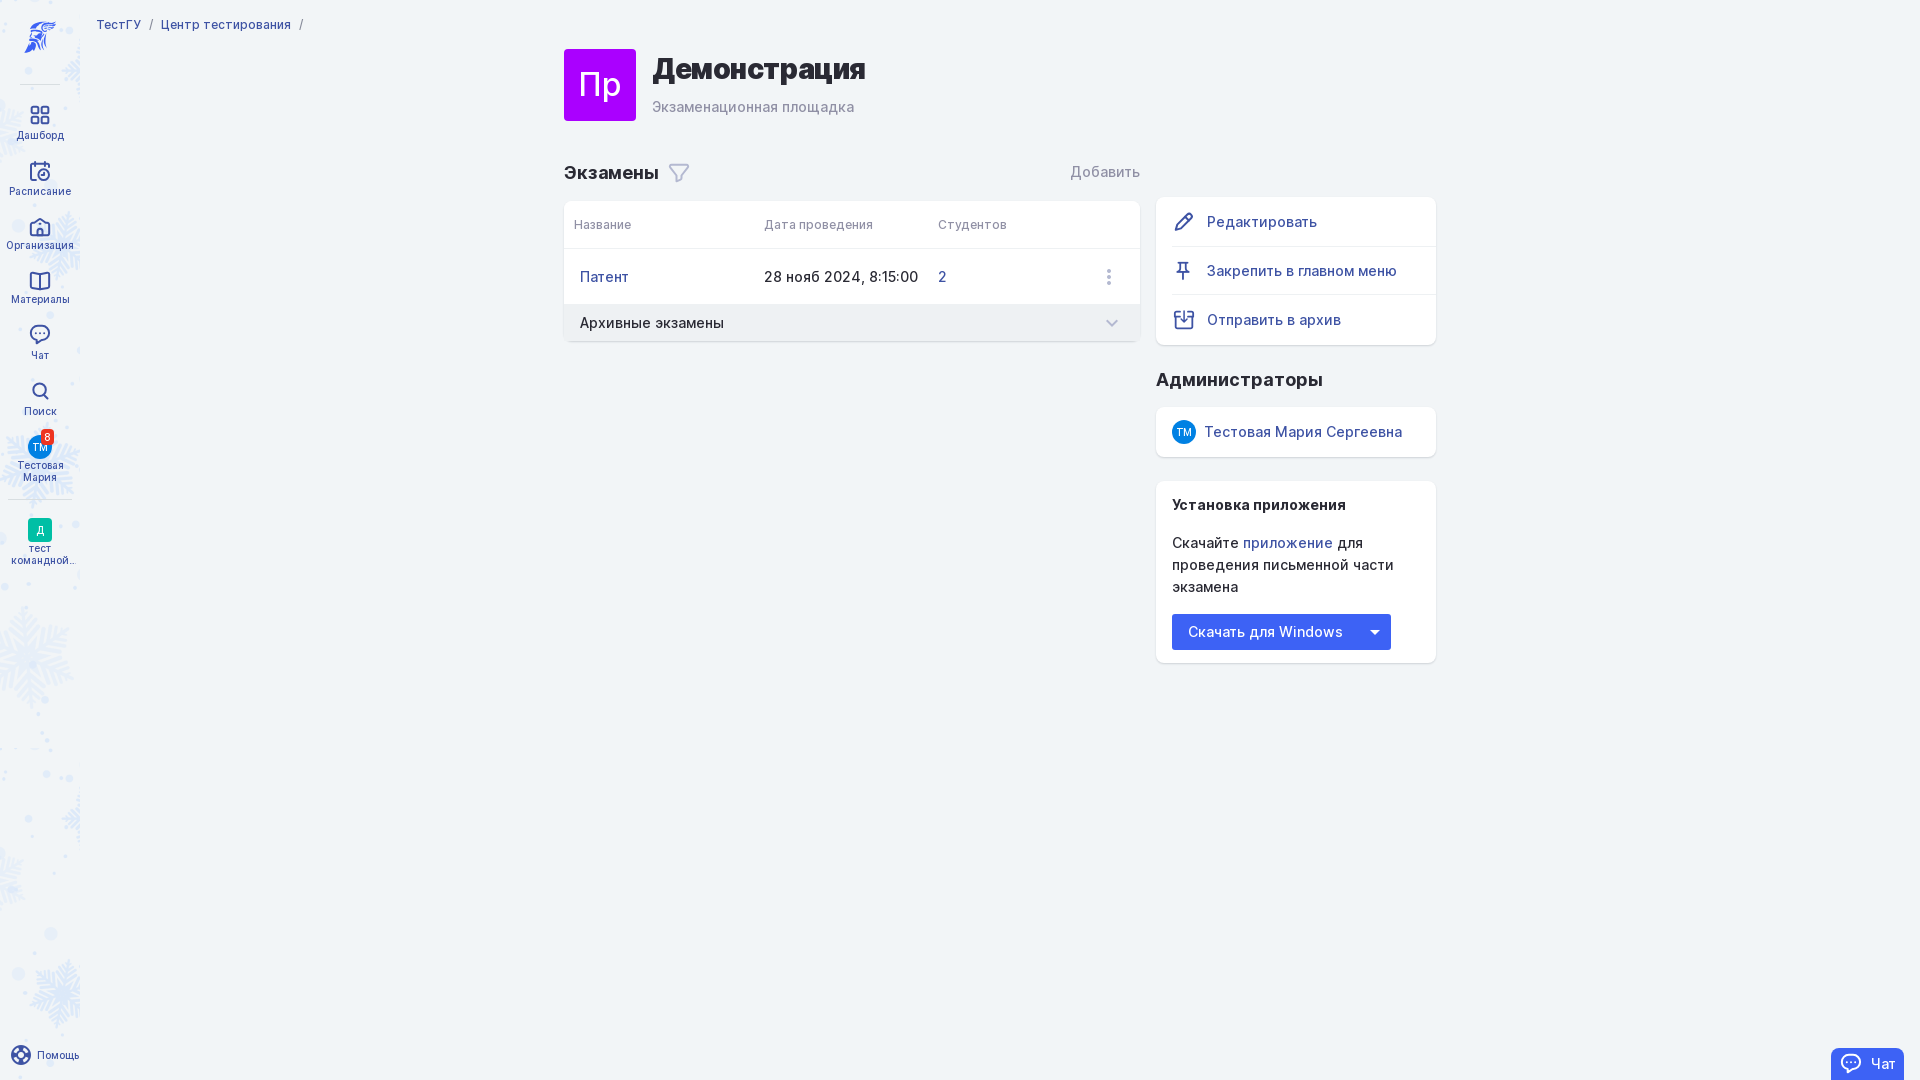 ТестГУ / Центр тестирования /
Пр
Демонстрация
Экзаменационная площадка
Дашборд
Расписание
Организация
Материалы
Чат
Поиск
ТМ
8
Тестовая
Мария
Д
тест
командной...
Помощь
Экзамены
Добавить
Название Дата проведения Студентов
Патент 28 нояб 2024, 8:15:00 2
Архивные экзамены
Редактировать
Закрепить в главном меню
Отправить в архив
Администраторы
ТМ Тестовая Мария Сергеевна
Установка приложения
Скачайте приложение для
проведения письменной части
экзамена
Скачать для Windows
Чат